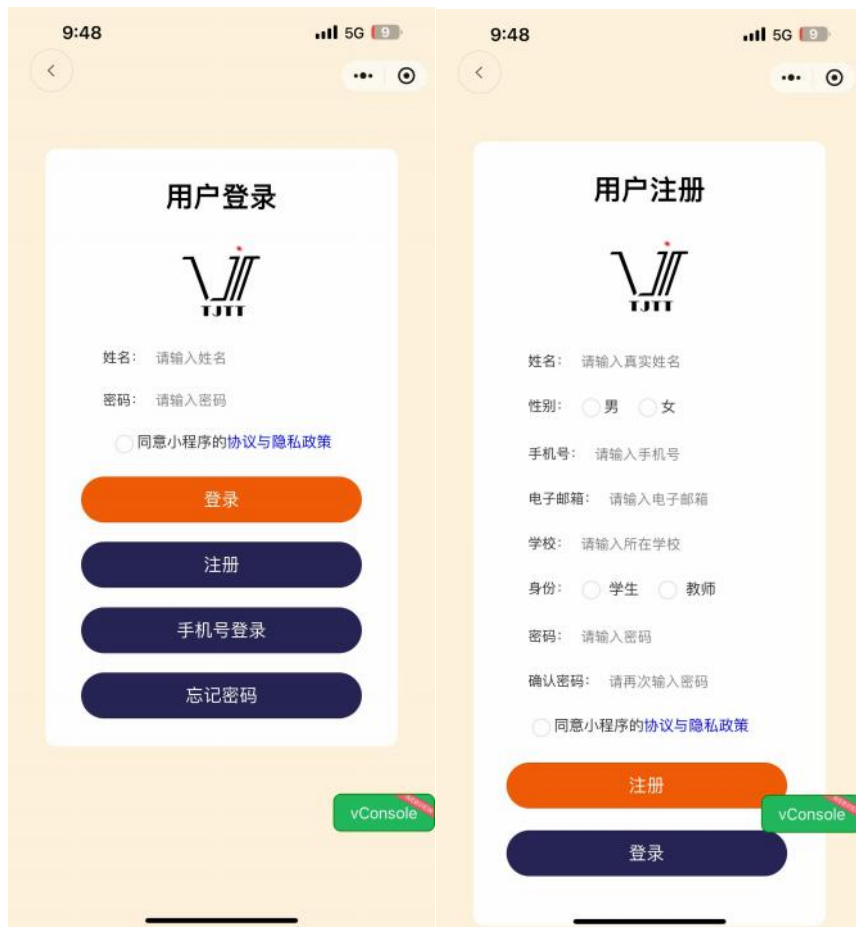 9:48
5G 9
用户登录
TJTT
姓名： 请输入姓名
密码： 请输入密码
同意小程序的协议与隐私政策
登录
注册
手机号登录
忘记密码
vConsole
9:48
5G 9
用户注册
TJTT
姓名： 请输入真实姓名
性别： 男 女
手机号： 请输入手机号
电子邮箱： 请输入电子邮箱
学校： 请输入所在学校
身份： 学生 教师
密码： 请输入密码
确认密码： 请再次输入密码
同意小程序的协议与隐私政策
注册
vConsole
登录